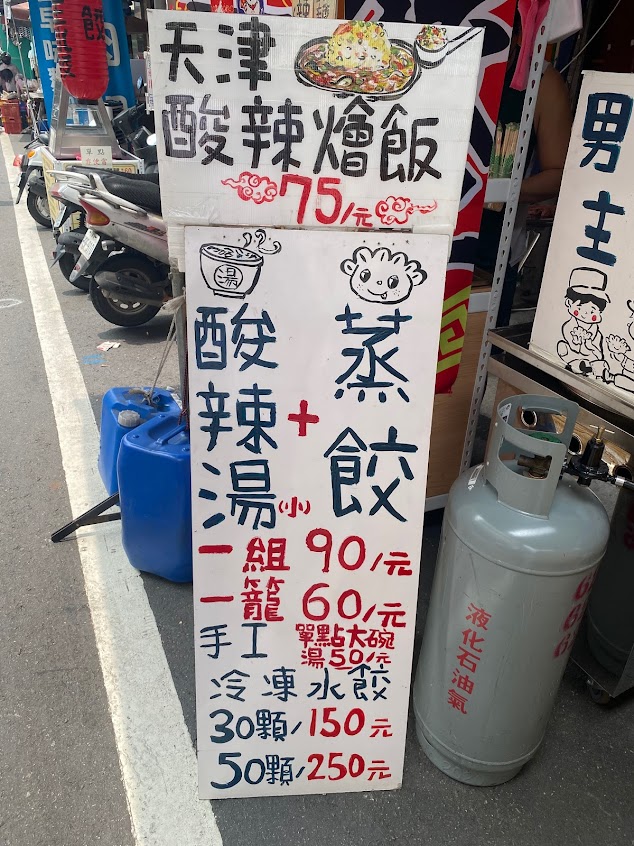 天津
酸辣燴飯
75/元
湯
酸辣湯(小)
+
蒸餃
一組 90/元
一籠 60/元
手工
單點大碗
湯50/元
冷凍水餃
30顆/150元
50顆/250元
男主
液化石油氣
單點